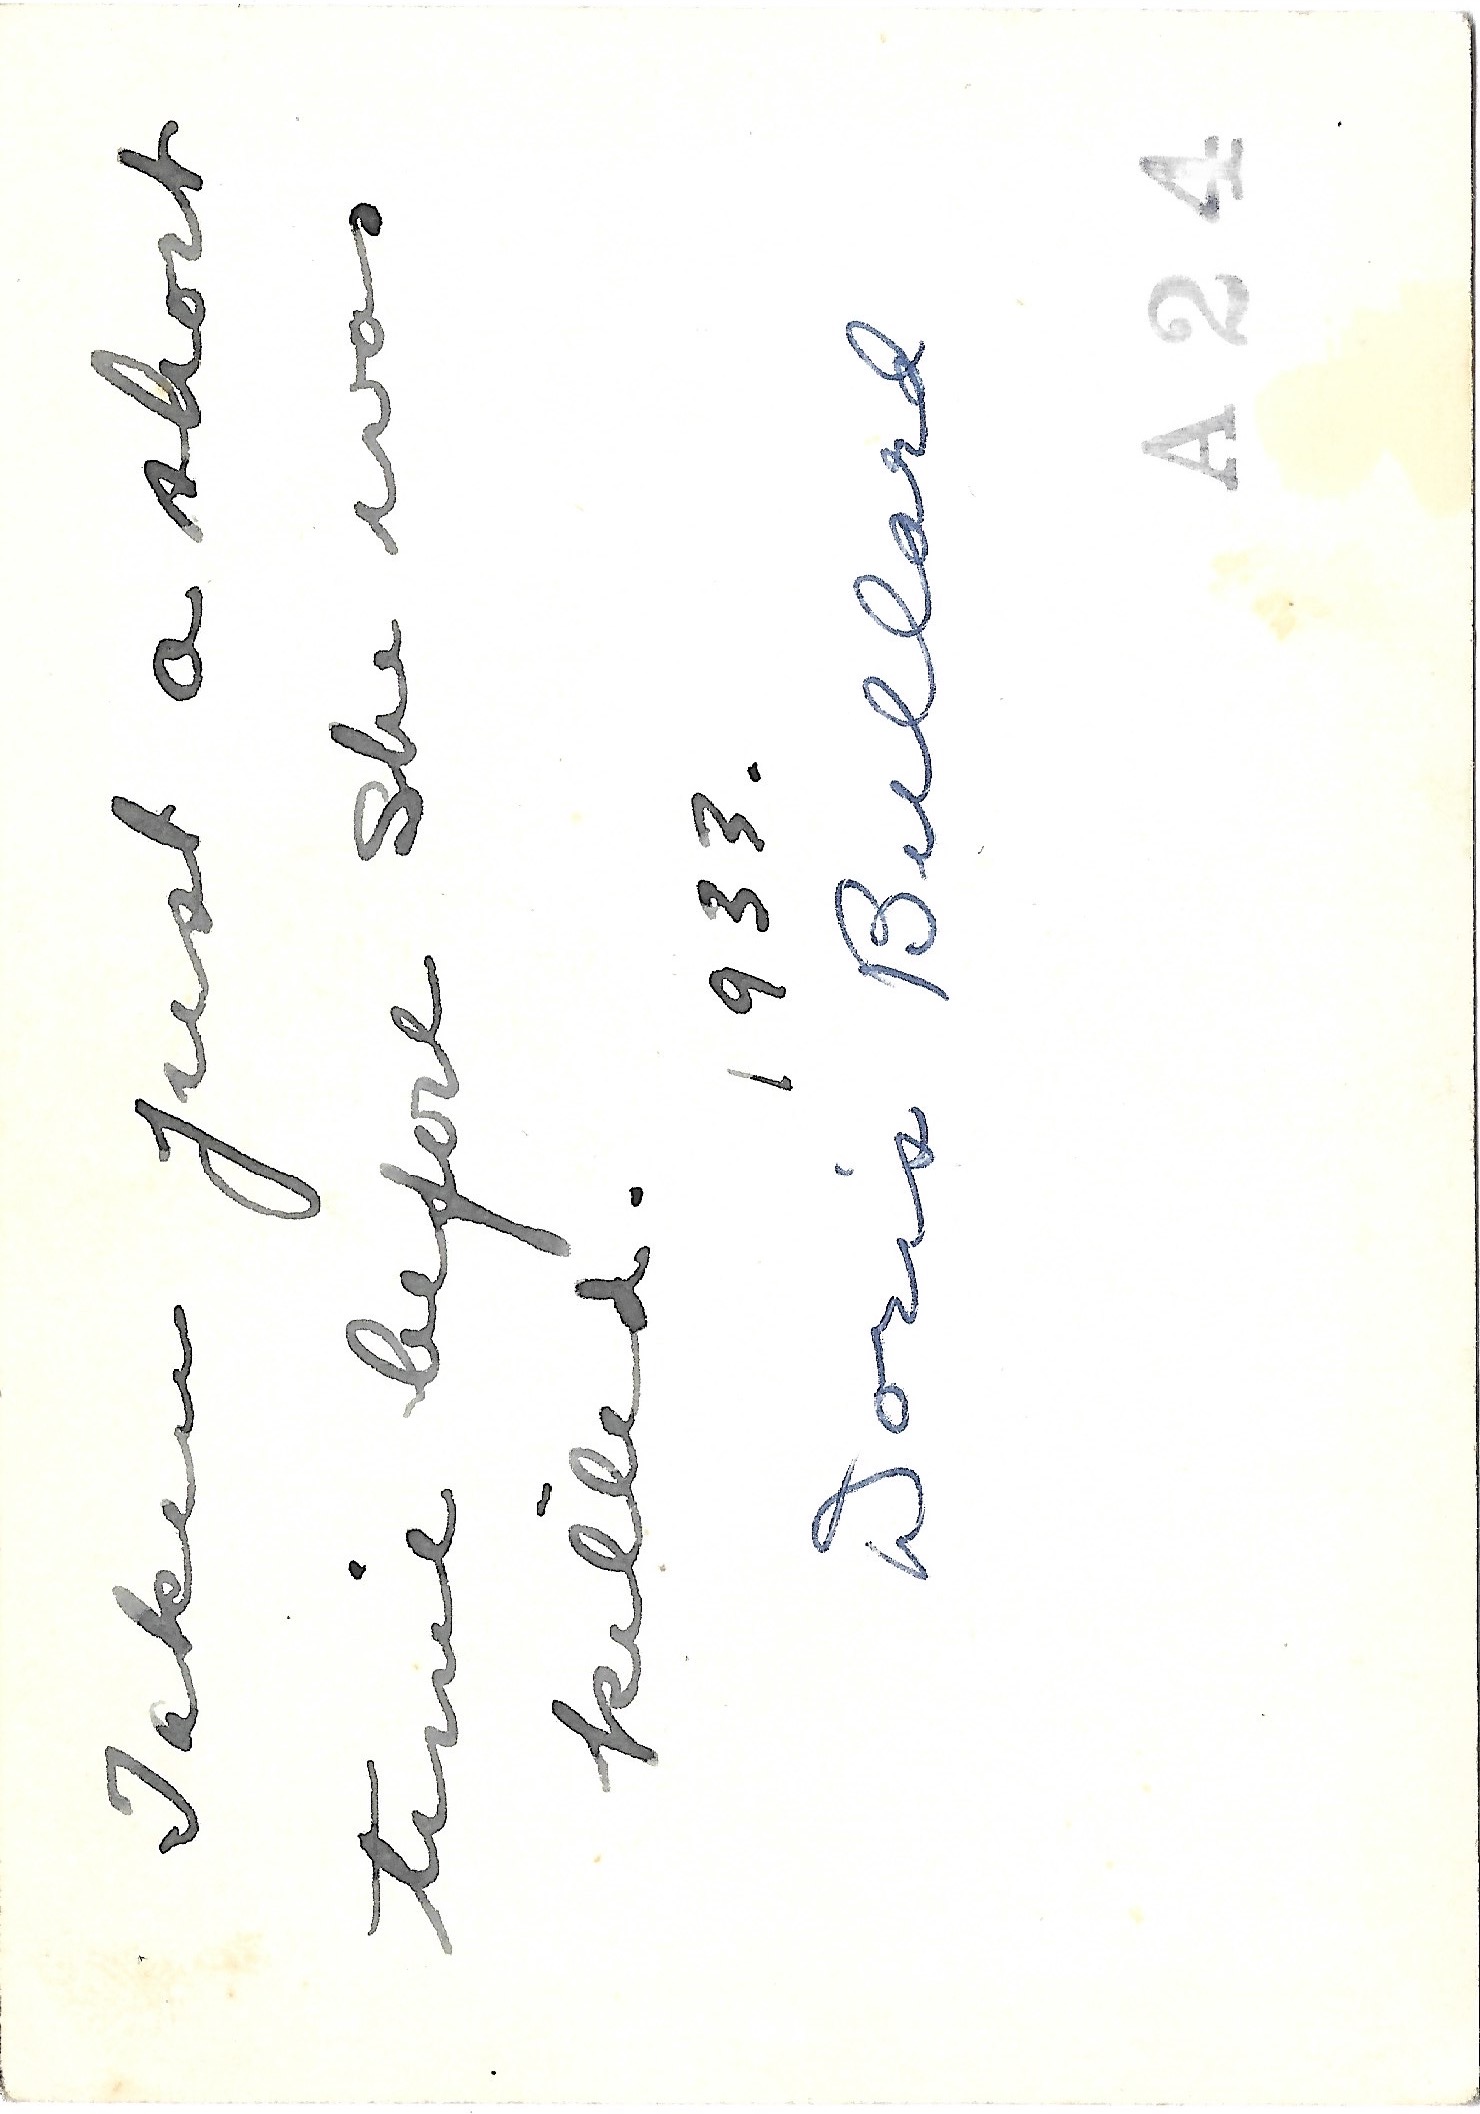 Taken just a short
time before She was
killed.
1933.
Doris Bullard
A24